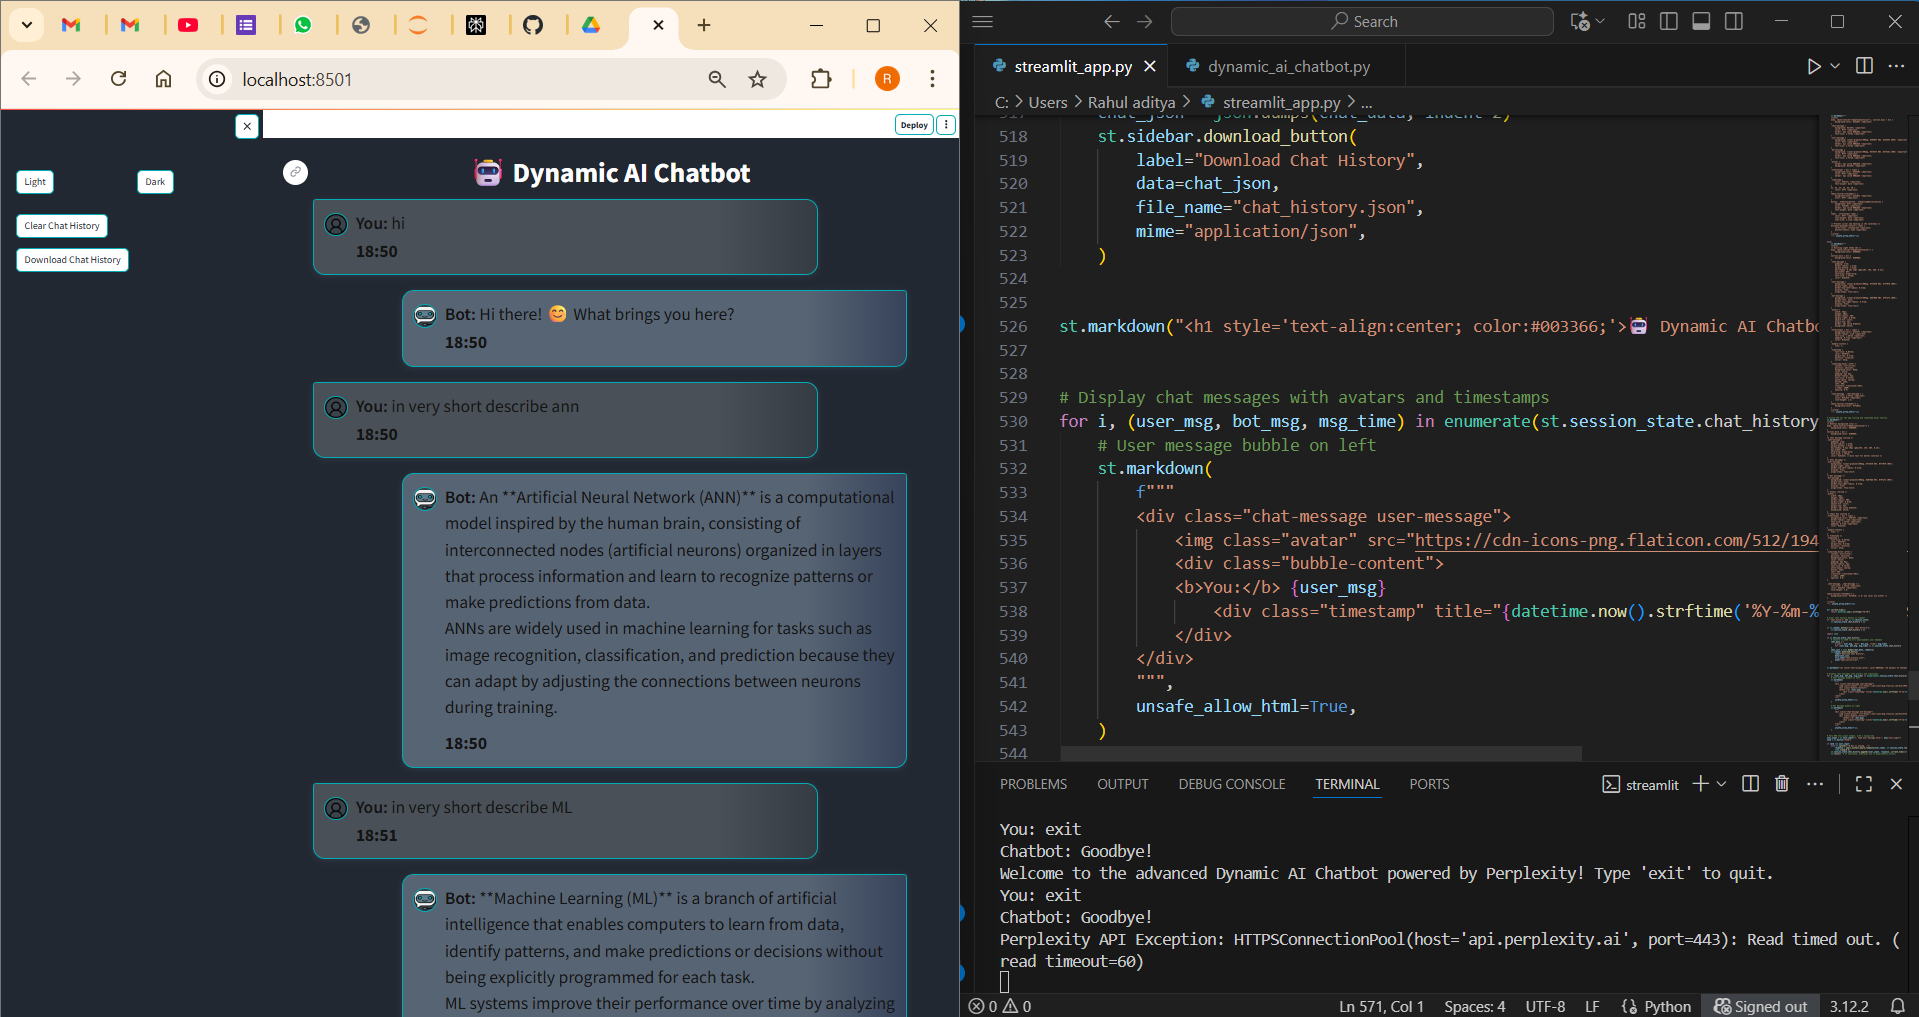 localhost:8501
R
Deploy
Light
Dark
Clear Chat History
Download Chat History
Dynamic AI Chatbot
You: hi
18:50
Bot: Hi there! 😊 What brings you here?
18:50
You: in very short describe ann
18:50
Bot: An **Artificial Neural Network (ANN)** is a computational
model inspired by the human brain, consisting of
interconnected nodes (artificial neurons) organized in layers
that process information and learn to recognize patterns or
make predictions from data.
ANNs are widely used in machine learning for tasks such as
image recognition, classification, and prediction because they
can adapt by adjusting the connections between neurons
during training.
18:50
You: in very short describe ML
18:51
Bot: **Machine Learning (ML)** is a branch of artificial
intelligence that enables computers to learn from data,
identify patterns, and make predictions or decisions without
being explicitly programmed for each task.
ML systems improve their performance over time by analyzing
Search
streamlit_app.py
dynamic_ai_chatbot.py
C: > Users > Rahul aditya > streamlit_app.py > ...
518 st.sidebar.download_button(
519 label="Download Chat History",
520 data=chat_json,
521 file_name="chat_history.json",
522 mime="application/json",
523 )
524
525
526 st.markdown("<h1 style='text-align:center; color:#003366;'>🤖 Dynamic AI Chatbo
527
528
529 # Display chat messages with avatars and timestamps
530 for i, (user_msg, bot_msg, msg_time) in enumerate(st.session_state.chat_history
531 # User message bubble on left
532 st.markdown(
533 f"""
534 <div class="chat-message user-message">
535 <img class="avatar" src="https://cdn-icons-png.flaticon.com/512/194
536 <div class="bubble-content">
537 <b>You:</b> {user_msg}
538 <div class="timestamp" title="{datetime.now().strftime('%Y-%m-%
539 </div>
540 </div>
541 """,
542 unsafe_allow_html=True,
543 )
544
PROBLEMS OUTPUT DEBUG CONSOLE TERMINAL PORTS
streamlit
You: exit
Chatbot: Goodbye!
Welcome to the advanced Dynamic AI Chatbot powered by Perplexity! Type 'exit' to quit.
You: exit
Chatbot: Goodbye!
Perplexity API Exception: HTTPSConnectionPool(host='api.perplexity.ai', port=443): Read timed out. (
read timeout=60)
0 0 Ln 571, Col 1 Spaces: 4 UTF-8 LF {} Python Signed out 3.12.2